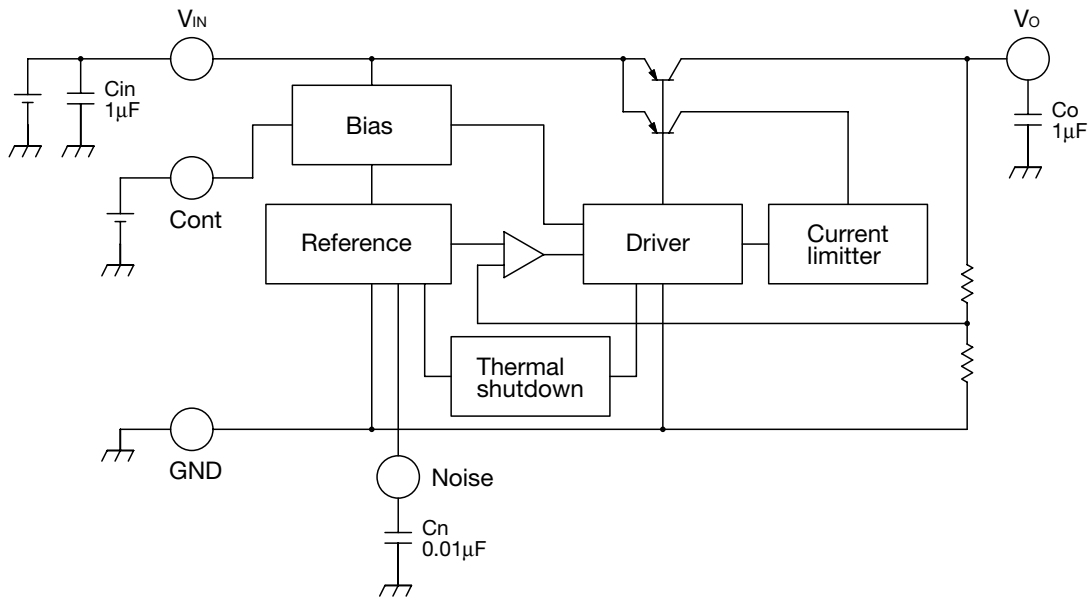 VIN
VO
Cin
1μF
Bias
Co
1μF
Cont
Reference
Driver
Current
limitter
Thermal
shutdown
GND
Noise
Cn
0.01μF